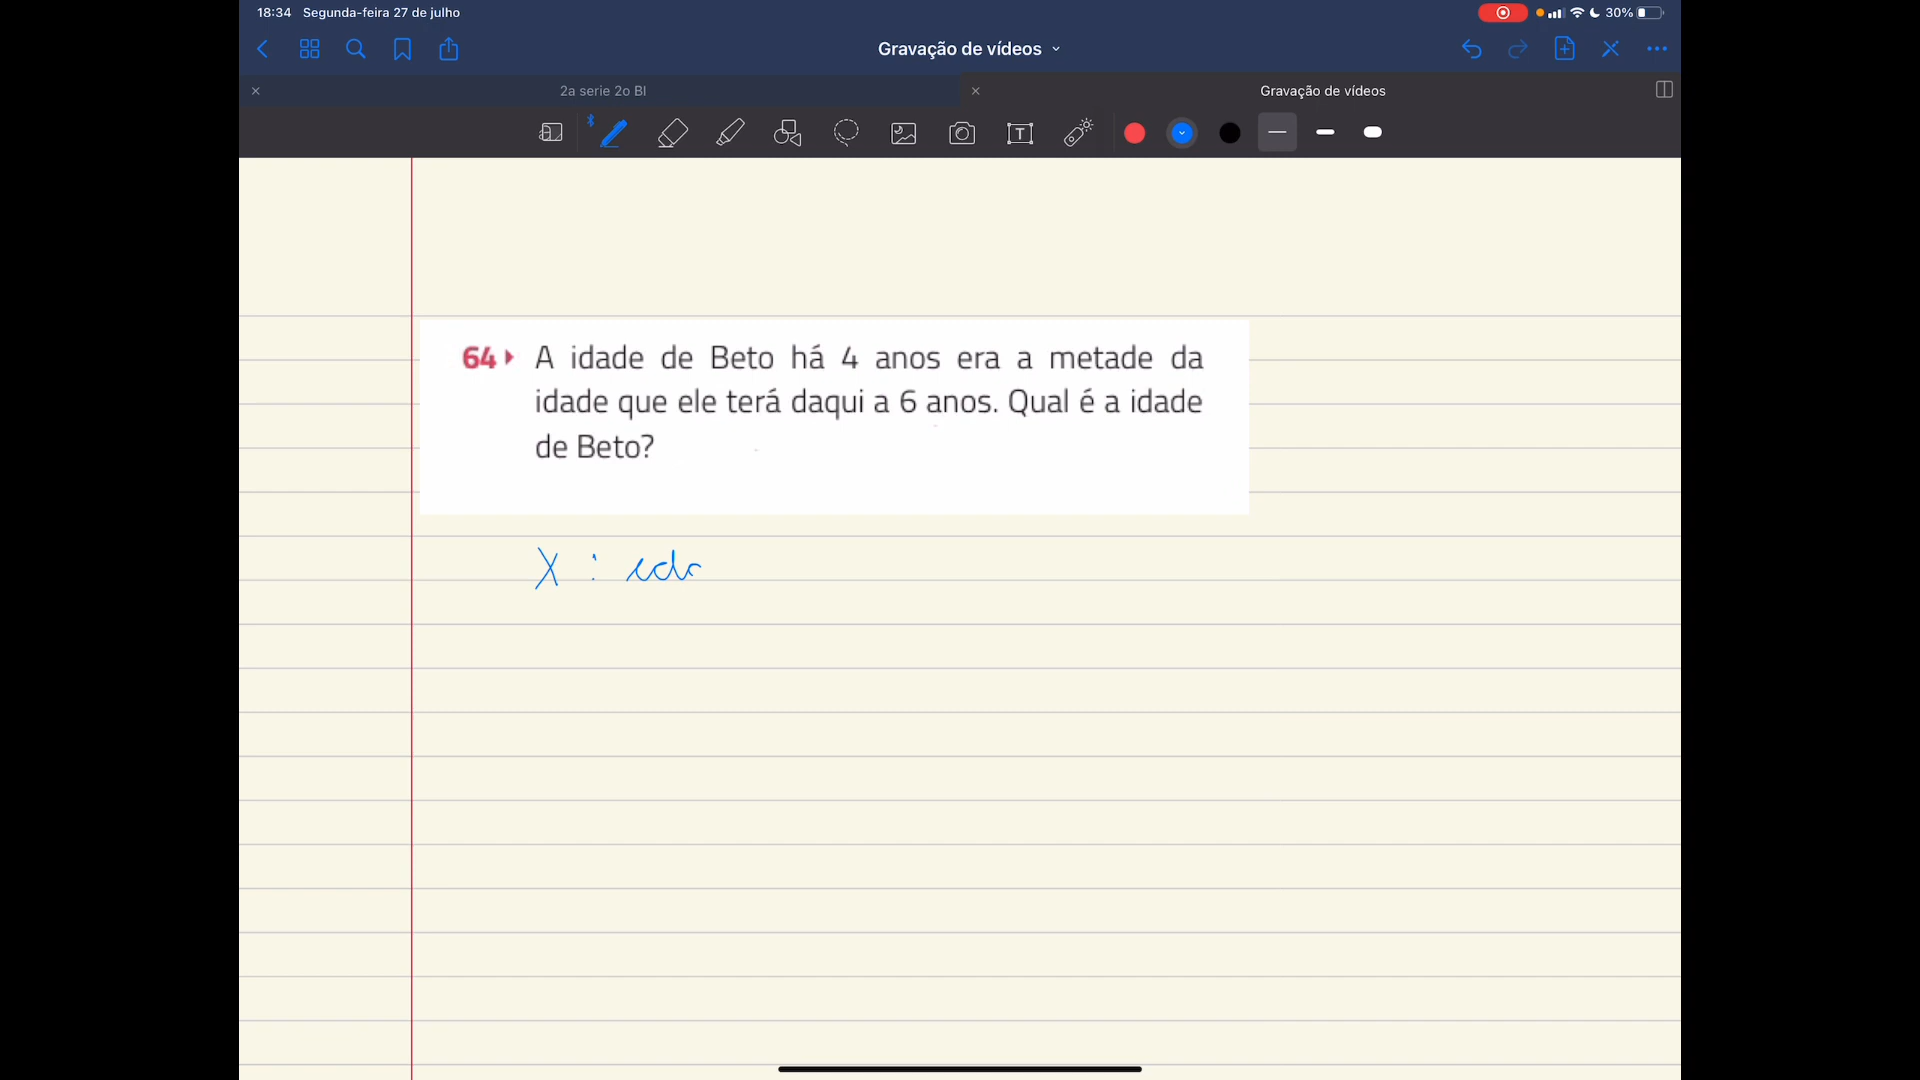 18:34 Segunda-feira 27 de julho 30%
Gravação de vídeos
2a serie 2o BI
Gravação de vídeos
T
64 A idade de Beto há 4 anos era a metade da
idade que ele terá daqui a 6 anos. Qual é a idade
de Beto?
X : ida